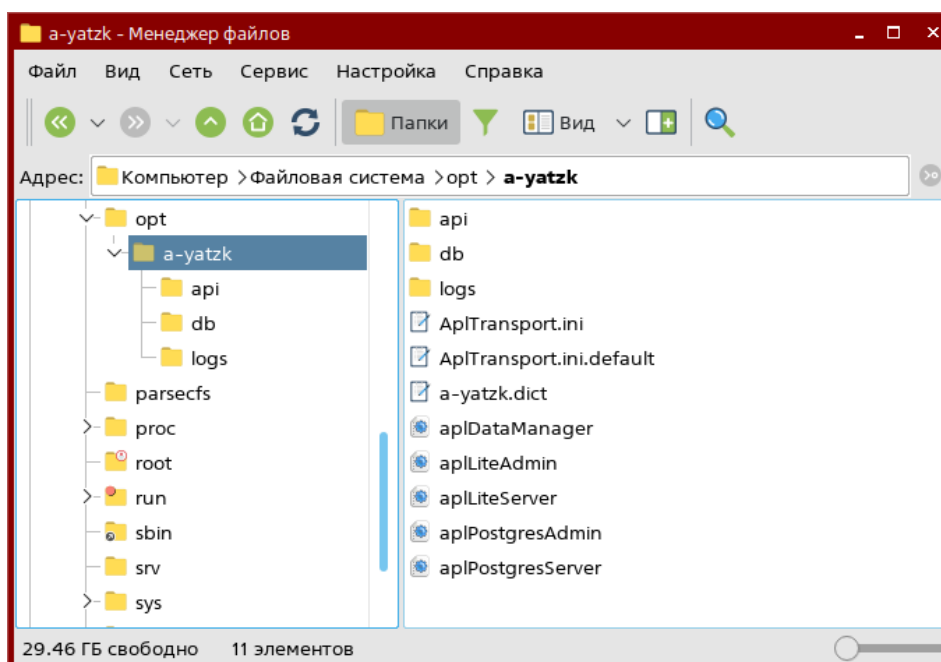 a-yatzk - Менеджер файлов
Файл Вид Сеть Сервис Настройка Справка
Папки Вид
Адрес: Компьютер > Файловая система > opt > a-yatzk
opt
a-yatzk
api
db
logs
parsecfs
proc
root
run
sbin
srv
sys
api
db
logs
AplTransport.ini
AplTransport.ini.default
a-yatzk.dict
aplDataManager
aplLiteAdmin
aplLiteServer
aplPostgresAdmin
aplPostgresServer
29.46 ГБ свободно 11 элементов